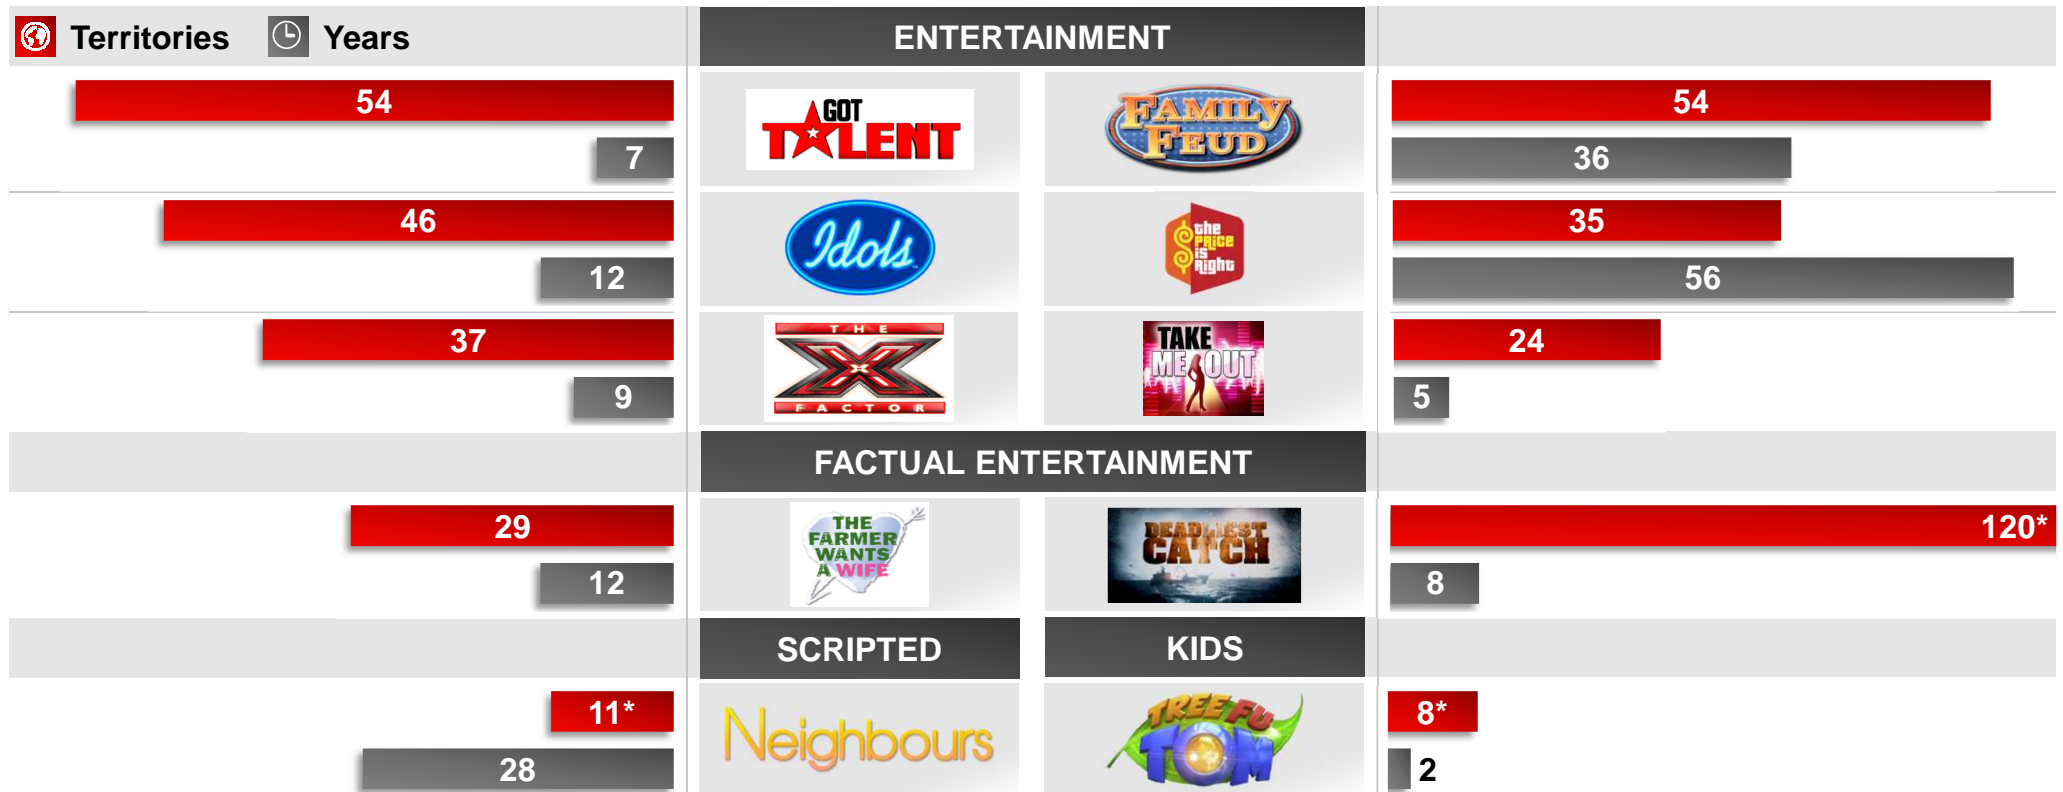 Territories Years ENTERTAINMENT
54 GOT TALENT FAMILY FEUD 54
7 36
46 Idols the PRICE is Right 35
12 56
37 THE X FACTOR TAKE ME OUT 24
9 5
FACTUAL ENTERTAINMENT
29 THE FARMER WANTS A WIFE DEADLIEST CATCH 120*
12 8
SCRIPTED KIDS
11* Neighbours TREE FU TOM 8*
28 2